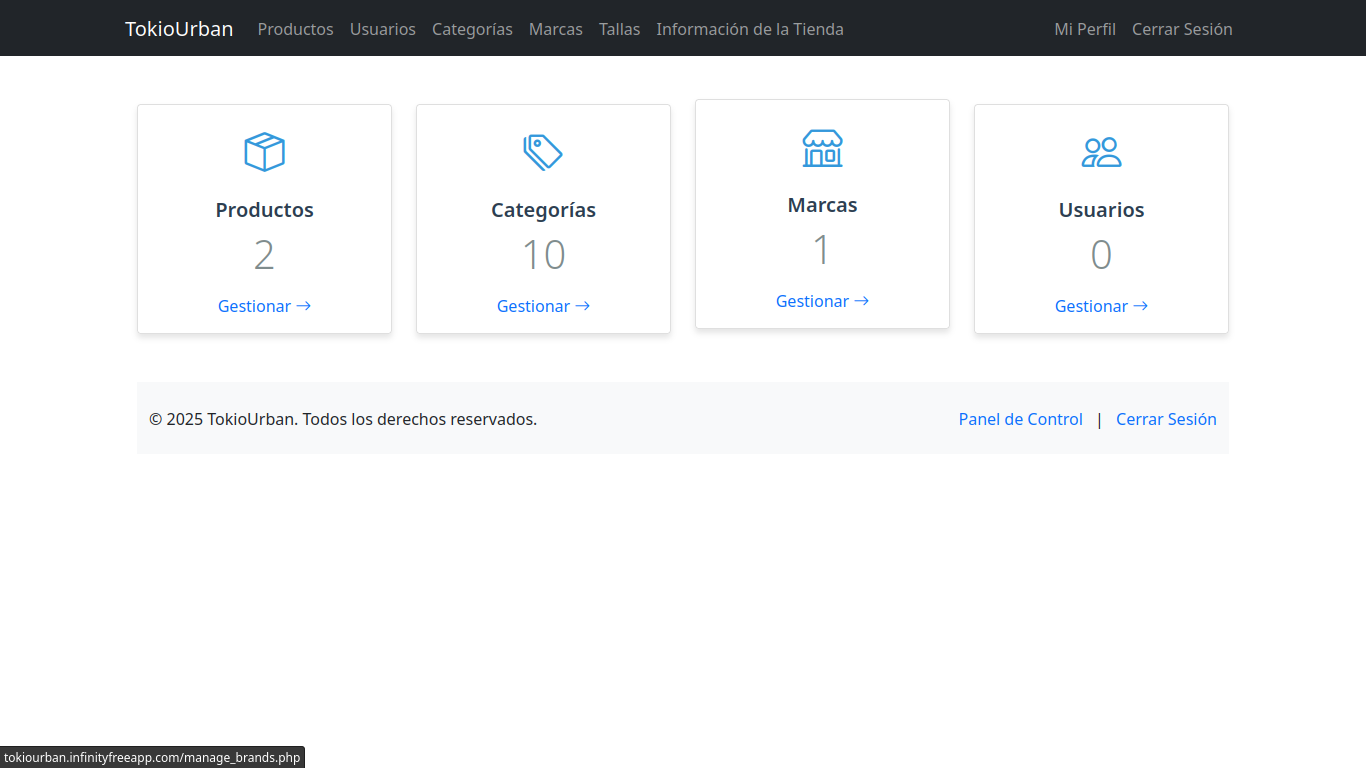 TokioUrban Productos Usuarios Categorías Marcas Tallas Información de la Tienda Mi Perfil Cerrar Sesión
Productos
2
Gestionar →
Categorías
10
Gestionar →
Marcas
1
Gestionar →
Usuarios
0
Gestionar →
© 2025 TokioUrban. Todos los derechos reservados. Panel de Control | Cerrar Sesión
tokiourban.infinityfreeapp.com/manage_brands.php